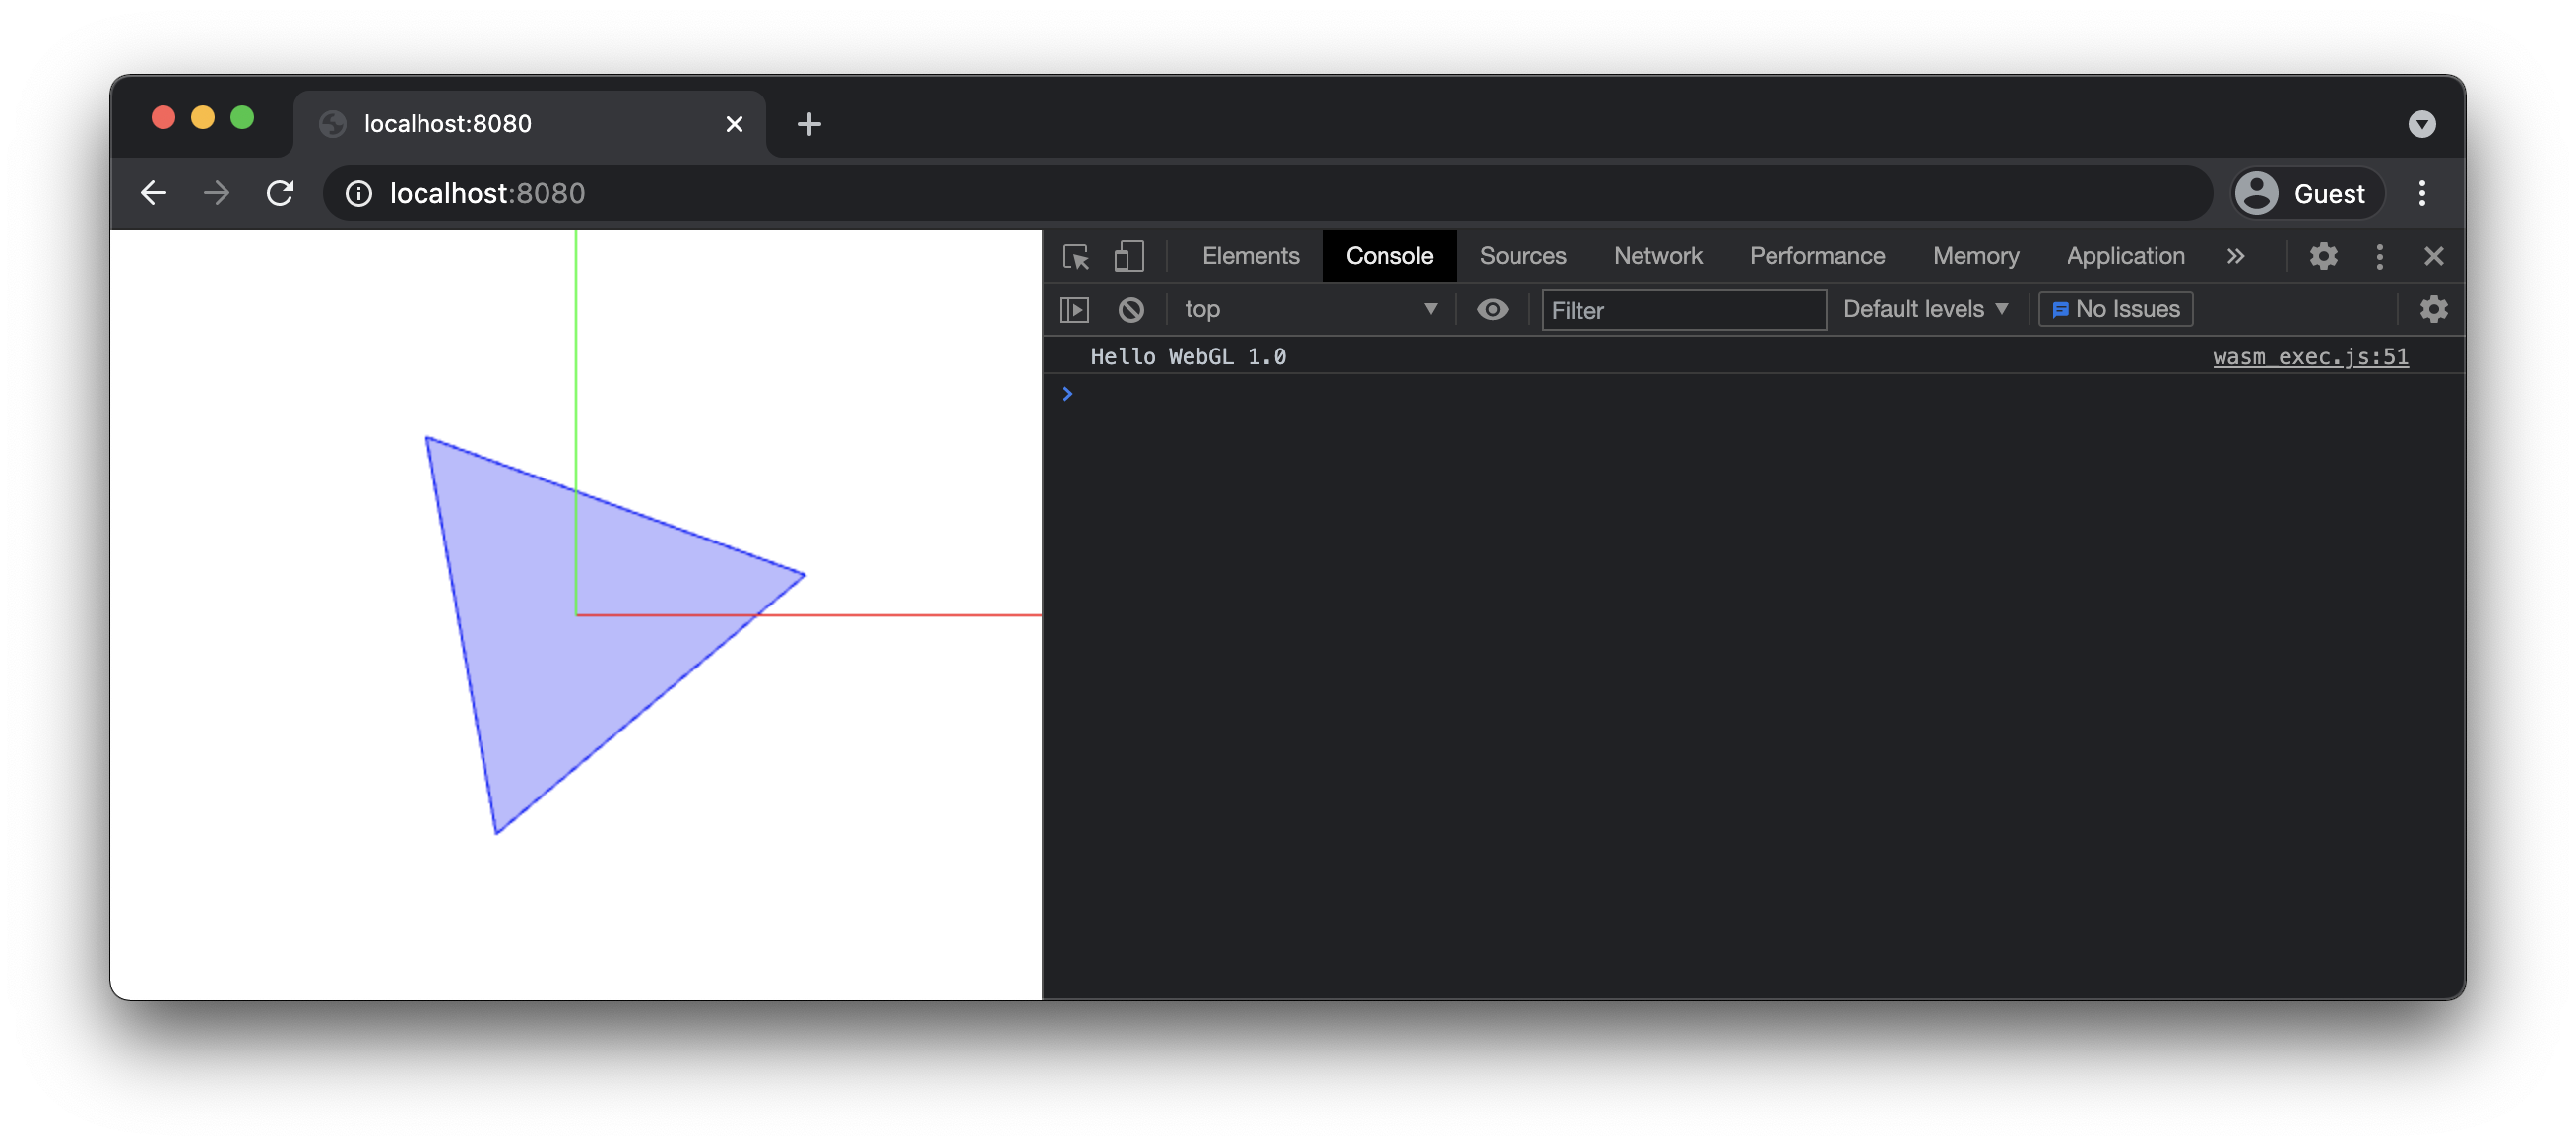 localhost:8080
localhost:8080 Guest
Elements Console Sources Network Performance Memory Application
top Filter Default levels No Issues
Hello WebGL 1.0 wasm_exec.js:51